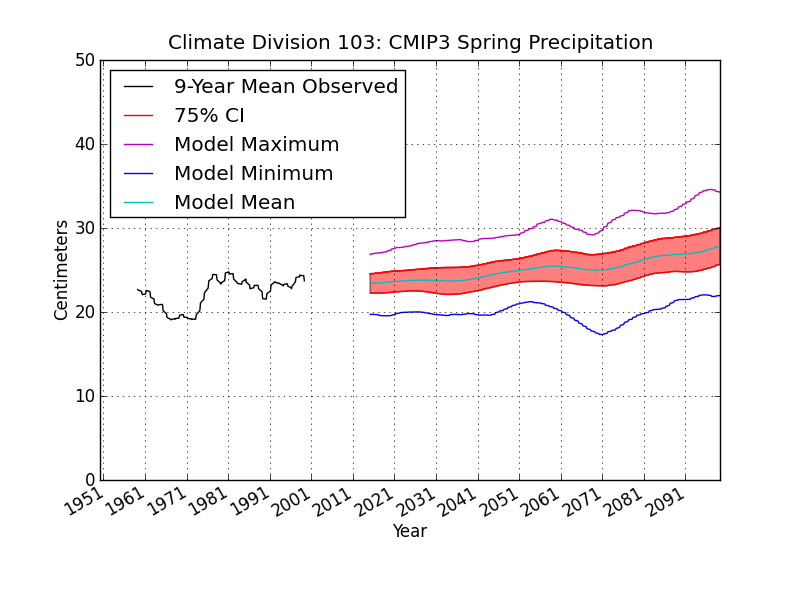 Climate Division 103: CMIP3 Spring Precipitation
50
40
30
20
10
0
Centimeters
9-Year Mean Observed
75% CI
Model Maximum
Model Minimum
Model Mean
1951 1961 1971 1981 1991 2001 2011 2021 2031 2041 2051 2061 2071 2081 2091
Year